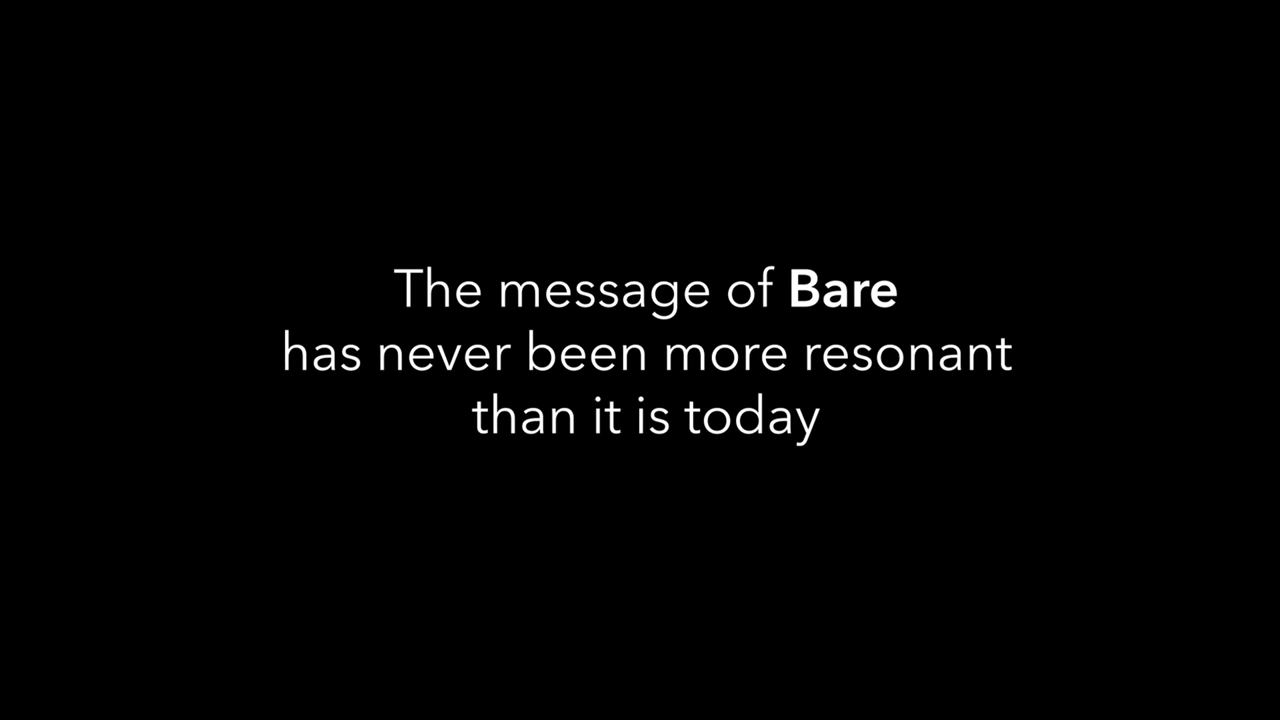 The message of Bare
has never been more resonant
than it is today